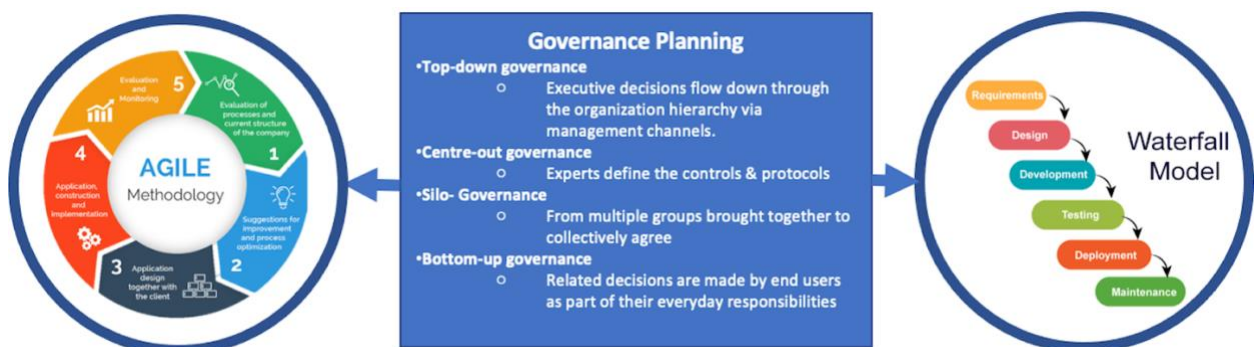 5
Evaluation
and
Monitoring
Evaluation of
processes and
current structure
of the company
1
4
Application,
construction
and
implementation
AGILE
Methodology
Suggestions for
improvement
and process
optimization
2
3
Application
design
together with
the client
Governance Planning
•Top-down governance
o Executive decisions flow down through
the organization hierarchy via
management channels.
•Centre-out governance
o Experts define the controls & protocols
•Silo- Governance
o From multiple groups brought together to
collectively agree
•Bottom-up governance
o Related decisions are made by end users
as part of their everyday responsibilities
Requirements
Design
Development
Testing
Deployment
Maintenance
Waterfall
Model